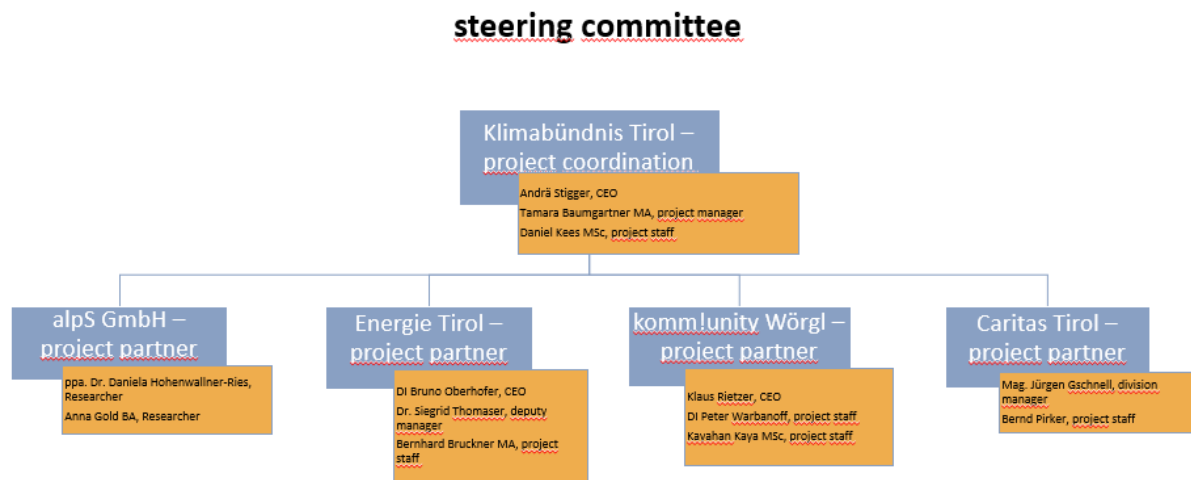 steering committee
Klimabündnis Tirol –
project coordination
Andrä Stigger, CEO
Tamara Baumgartner MA, project manager
Daniel Kees MSc, project staff
alpS GmbH –
project partner
ppa. Dr. Daniela Hohenwallner-Ries,
Researcher
Anna Gold BA, Researcher
Energie Tirol –
project partner
DI Bruno Oberhofer, CEO
Dr. Siegrid Thomaser, deputy
manager
Bernhard Bruckner MA, project
staff
komm!unity Wörgl –
project partner
Klaus Rietzer, CEO
DI Peter Warbanoff, project staff
Kavahan Kaya MSc, project staff
Caritas Tirol –
project partner
Mag. Jürgen Gschnell, division
manager
Bernd Pirker, project staff